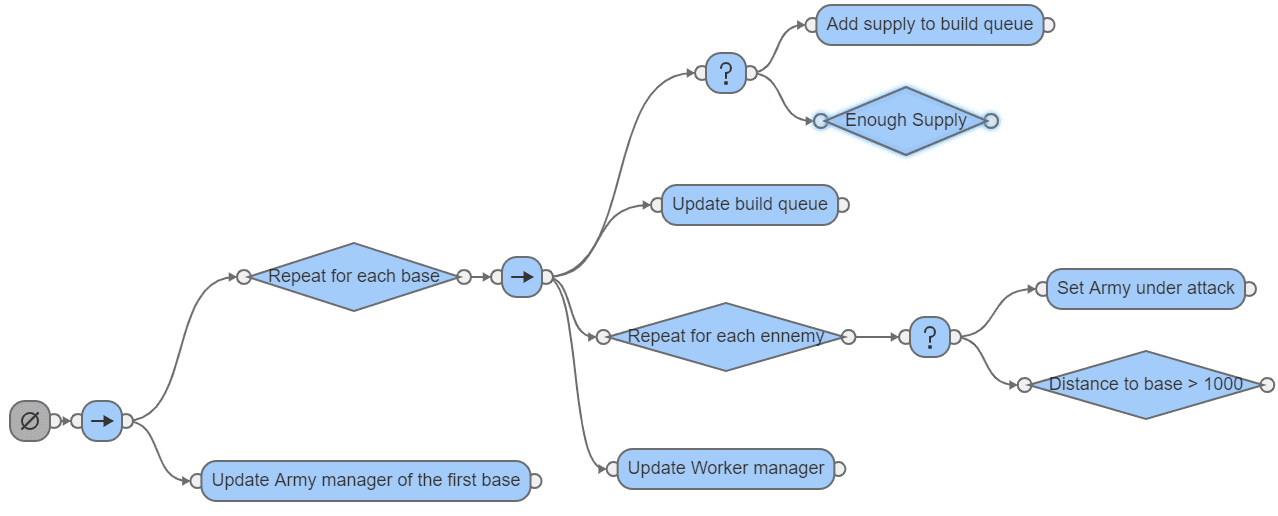 Add supply to build queue
?
Enough Supply
Update build queue
Repeat for each base
Set Army under attack
Repeat for each ennemy
?
Distance to base > 1000
Update Worker manager
Update Army manager of the first base